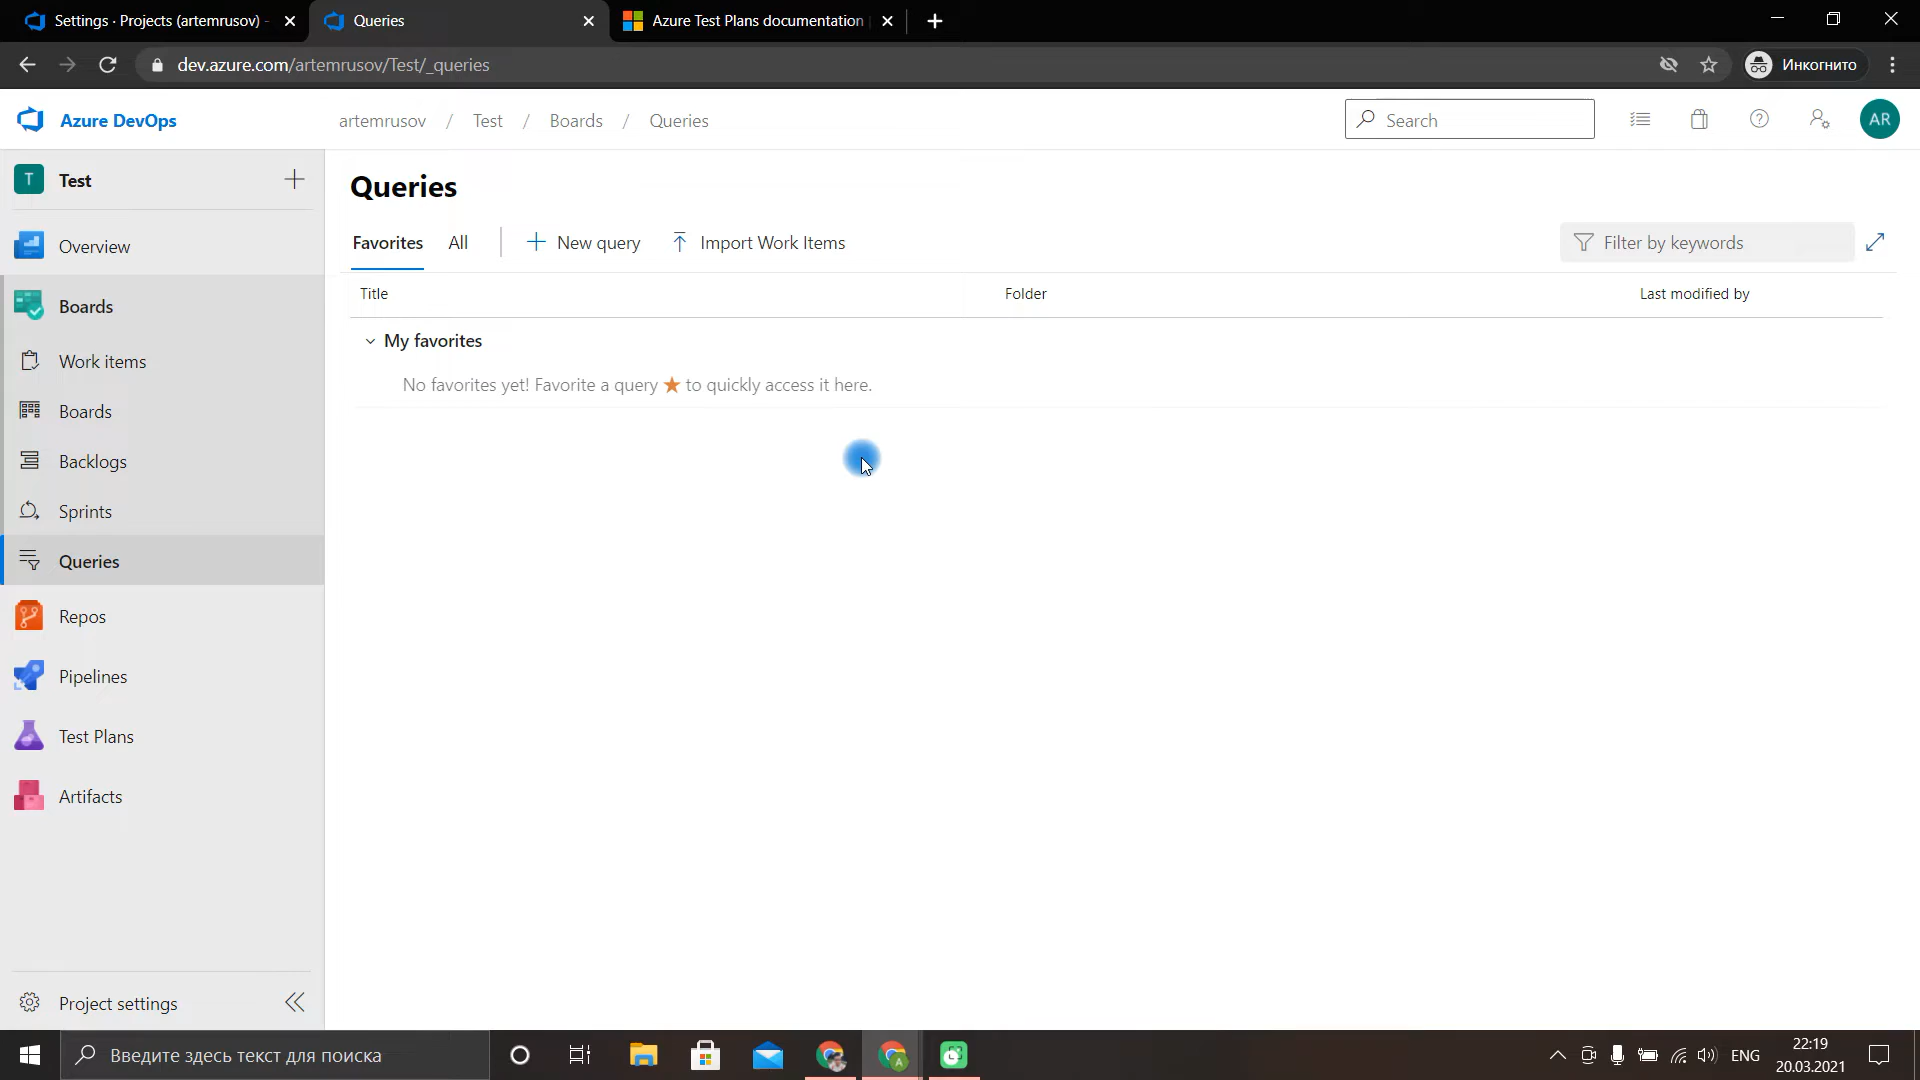 Settings · Projects (artemrusov) -
Queries
Azure Test Plans documentation
dev.azure.com/artemrusov/Test/_queries
Инкогнито
Azure DevOps
artemrusov / Test / Boards / Queries
Search
AR
T Test
Queries
Overview
Favorites All New query Import Work Items
Filter by keywords
Title Folder Last modified by
Boards
My favorites
No favorites yet! Favorite a query ★ to quickly access it here.
Work items
Boards
Backlogs
Sprints
Queries
Repos
Pipelines
Test Plans
Artifacts
Project settings
Введите здесь текст для поиска
A
ENG
22:19
20.03.2021